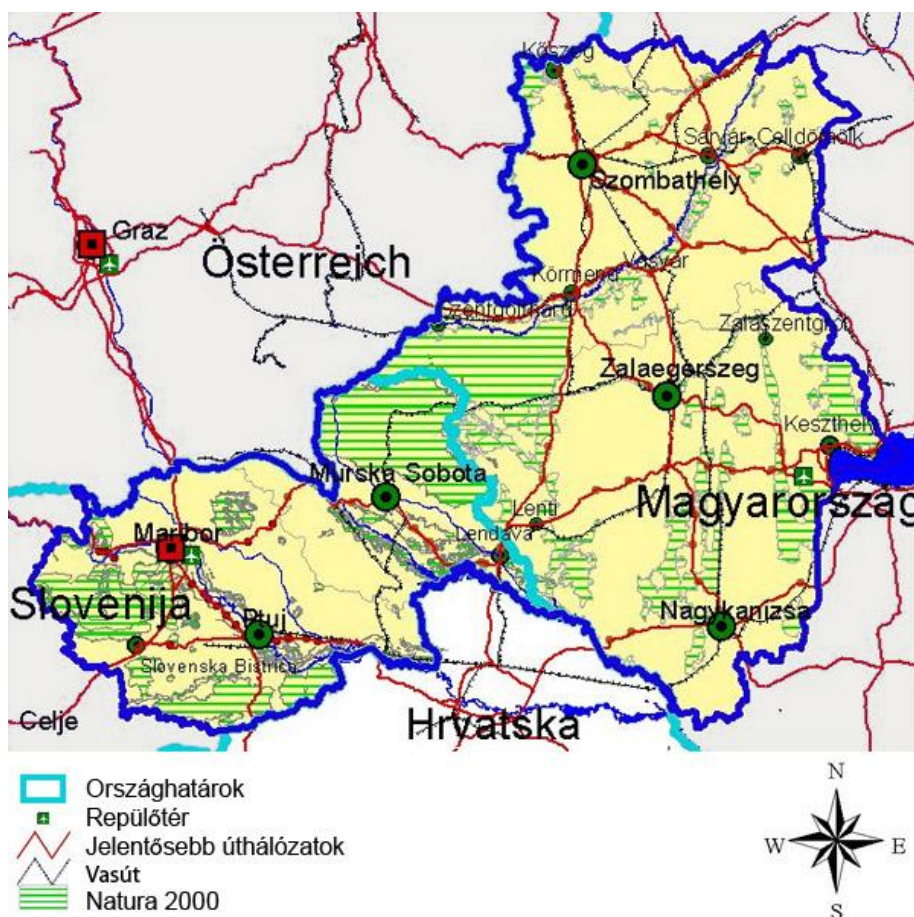 Kőszeg
Sárvár
Celldömölk
Szombathely
Graz
Österreich
Vasvár
Körmend
Szentgotthárd
Zalaszentgrót
Zalaegerszeg
Keszthely
Murska Sobota
Magyarország
Lenti
Lendava
Maribor
Slovenija
Ptuj
Nagykanizsa
Slovenska Bistrica
Celje
Hrvatska
Országhatárok
Repülőtér
Jelentősebb úthálózatok
Vasút
Natura 2000
N
W
E
S